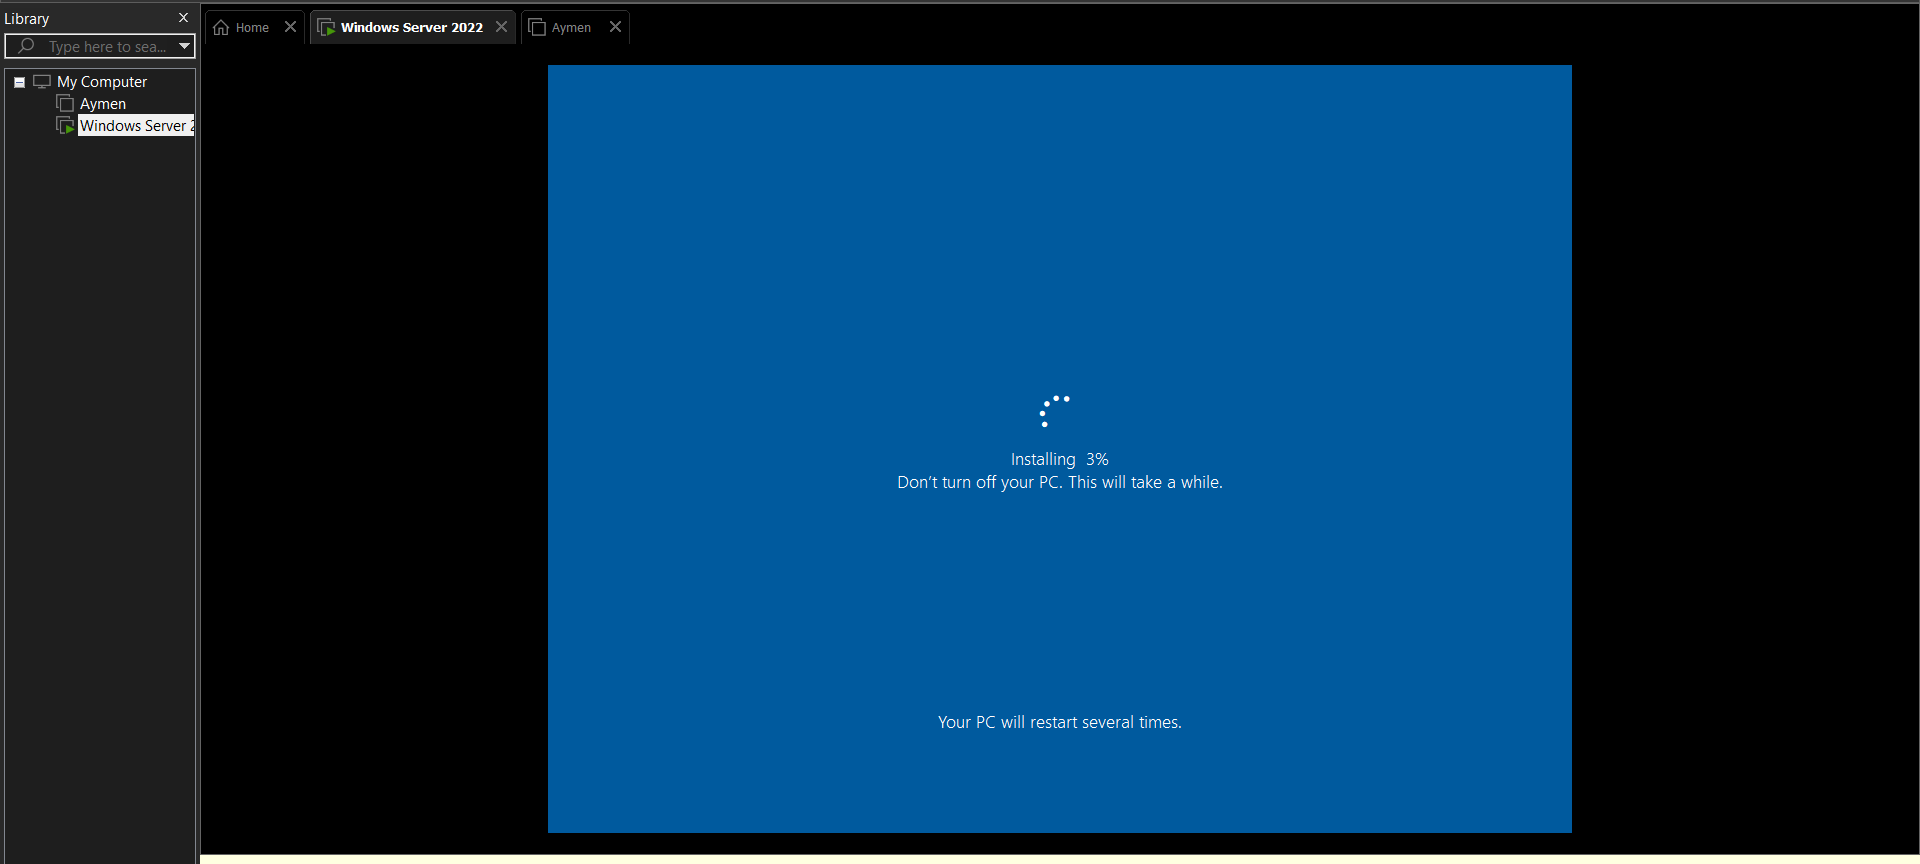 Library
Type here to sea...
My Computer
Aymen
Windows Server 2
Home
Windows Server 2022
Aymen
Installing 3%
Don't turn off your PC. This will take a while.
Your PC will restart several times.